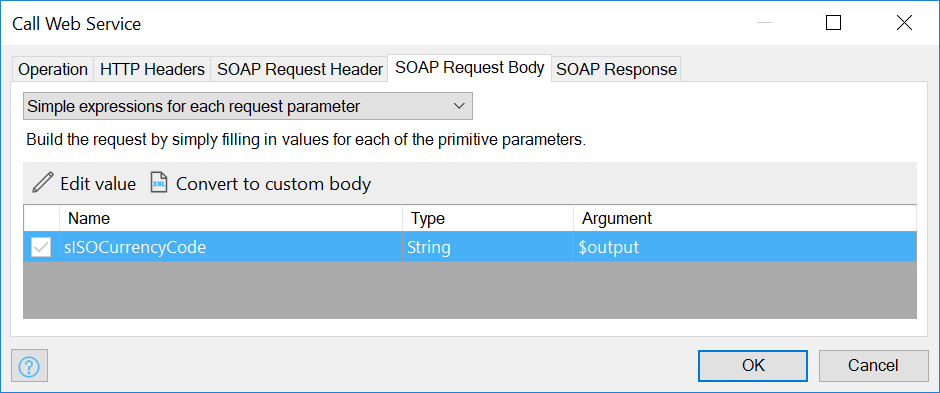 Call Web Service
Operation HTTP Headers SOAP Request Header SOAP Request Body SOAP Response
Simple expressions for each request parameter
Build the request by simply filling in values for each of the primitive parameters.
Edit value XML Convert to custom body
Name Type Argument
sISOCurrencyCode String $output
? OK Cancel